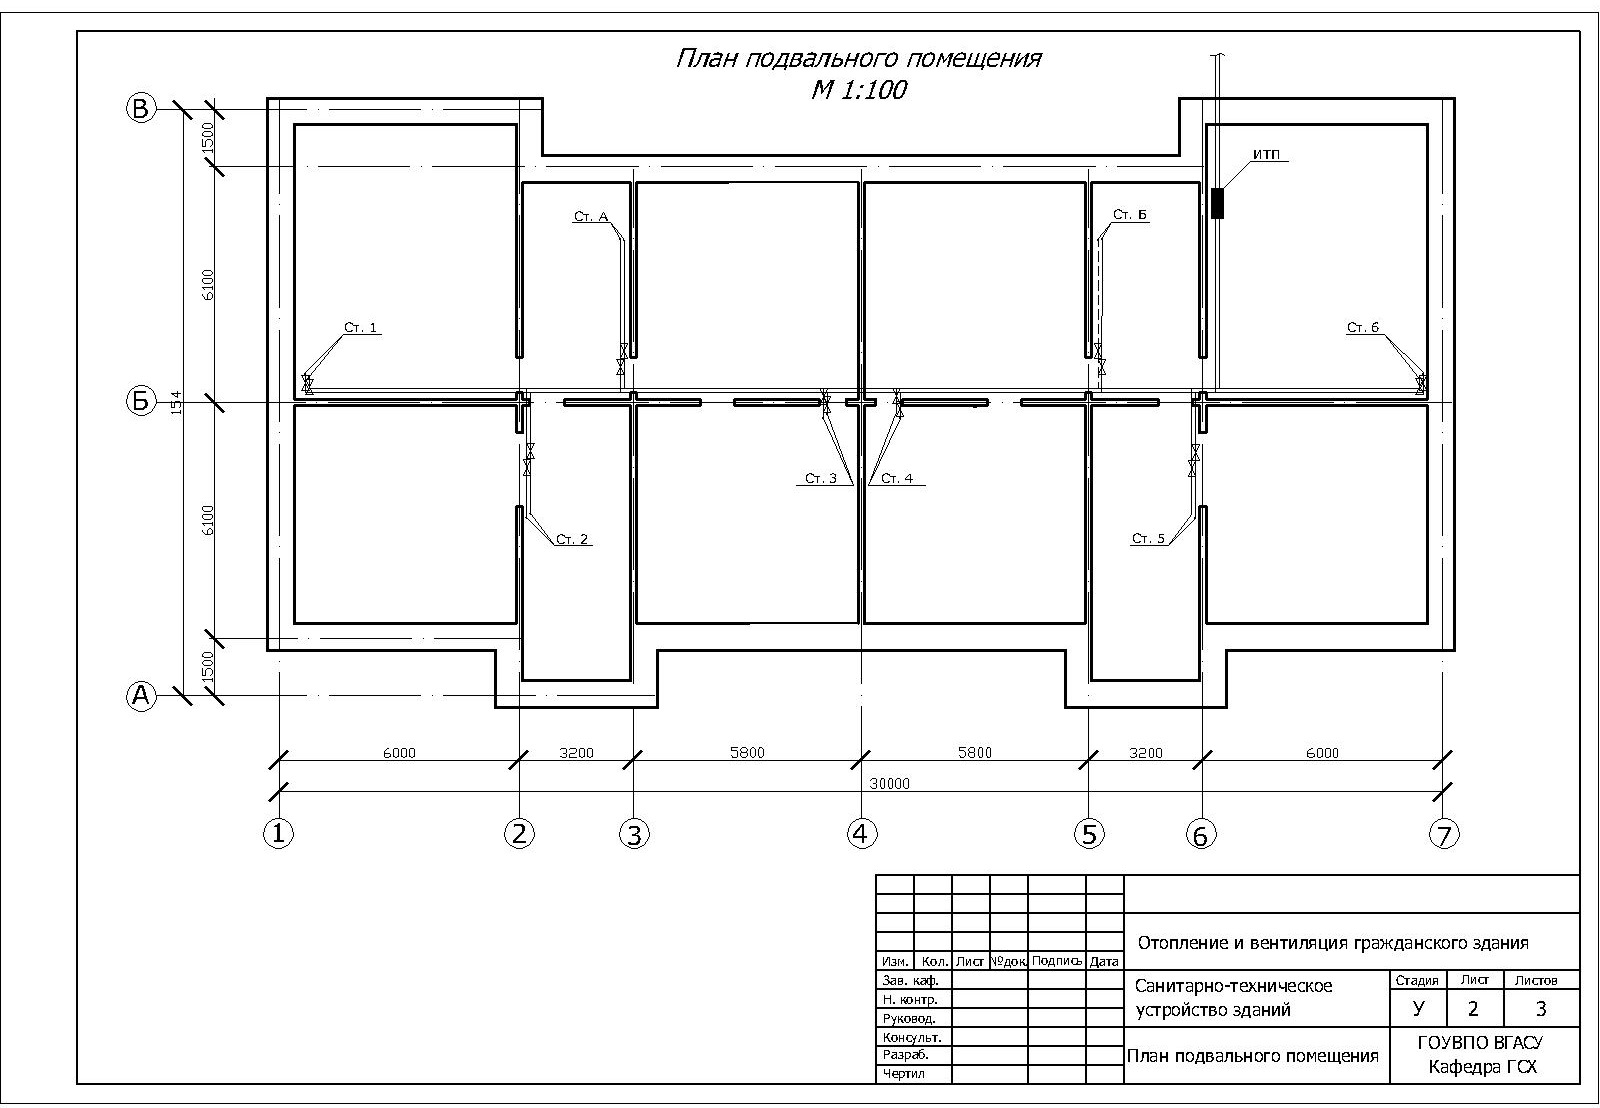 План подвального помещения
М 1:100
В
1500
ИТП
Ст. А
Ст. Б
6100
Ст. 1
Ст. 6
Б
154
Ст. 3
Ст. 4
6100
Ст. 2
Ст. 5
1500
А
6000
3200
5800
5800
3200
6000
30000
1
2
3
4
5
6
7
Отопление и вентиляция гражданского здания
Изм. Кол. Лист №док. Подпись Дата
Зав. каф.
Н. контр.
Руковод.
Консульт.
Разраб.
Чертил
Санитарно-техническое
устройство зданий
Стадия Лист Листов
У 2 3
План подвального помещения
ГОУВПО ВГАСУ
Кафедра ГСХ